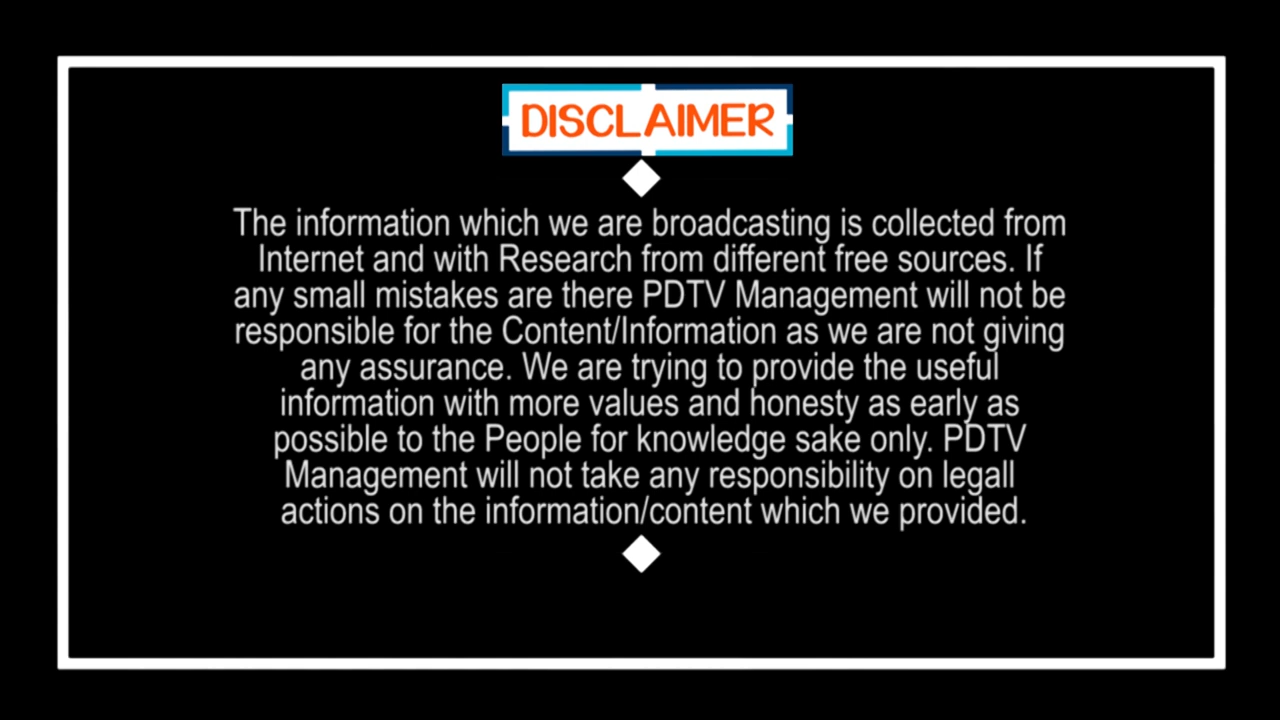 DISCLAIMER
The information which we are broadcasting is collected from
Internet and with Research from different free sources. If
any small mistakes are there PDTV Management will not be
responsible for the Content/Information as we are not giving
any assurance. We are trying to provide the useful
information with more values and honesty as early as
possible to the People for knowledge sake only. PDTV
Management will not take any responsibility on legall
actions on the information/content which we provided.